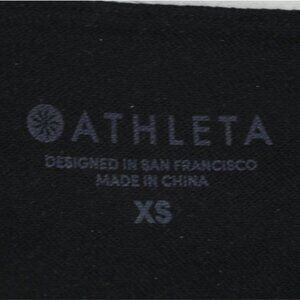 ATHLETA
DESIGNED IN SAN FRANCISCO
MADE IN CHINA
XS